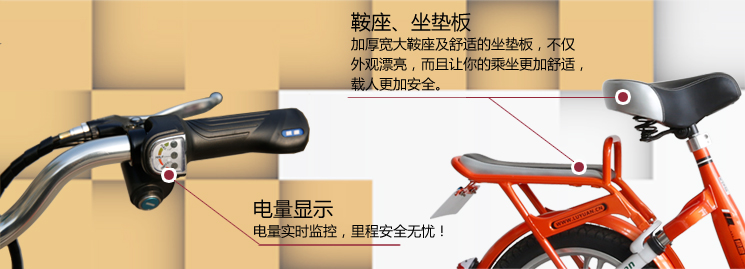 鞍座、坐垫板
加厚宽大鞍座及舒适的坐垫板，不仅
外观漂亮，而且让你的乘坐更加舒适，
载人更加安全。
电量显示
电量实时监控，里程安全无忧！
WWW.LUYUAN.CN